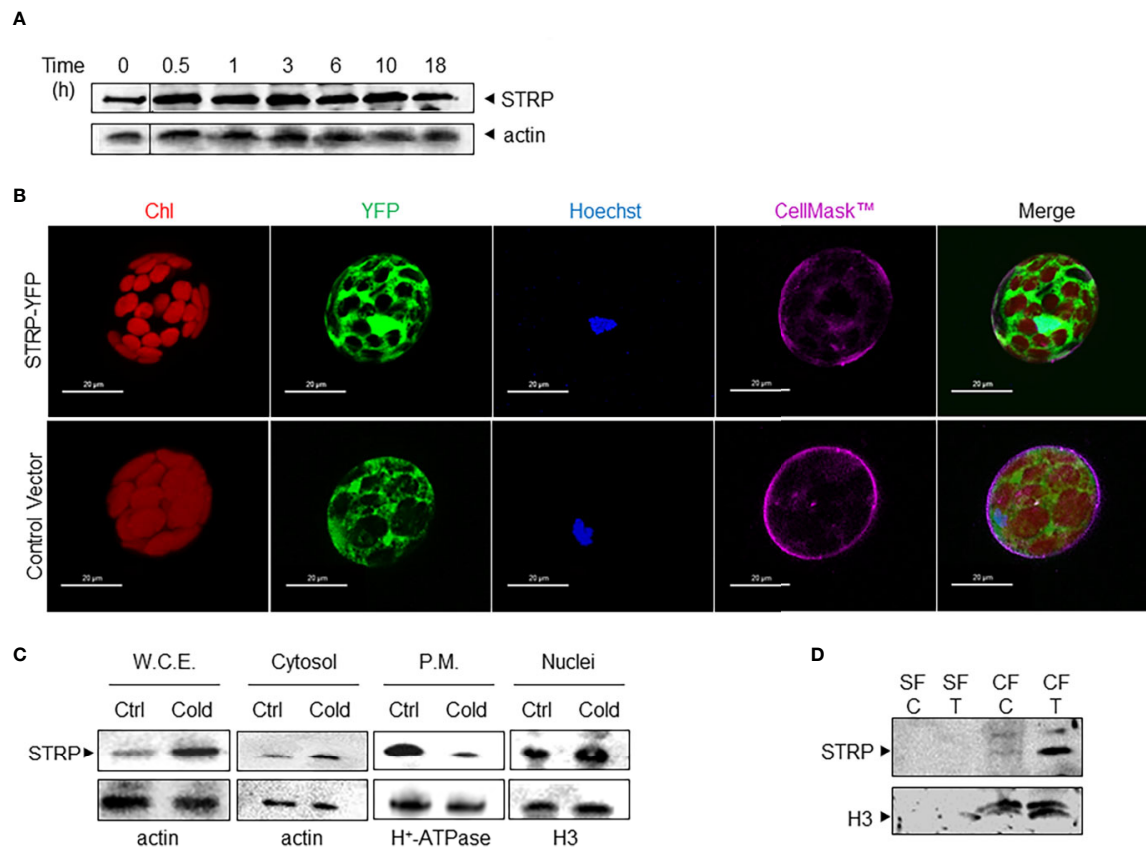 A
Time (h) 0 0.5 1 3 6 10 18
◄ STRP
◄ actin
B
Chl YFP Hoechst CellMask™ Merge
STRP-YFP
20 µm 20 µm 20 µm 20 µm 20 µm
Control Vector
20 µm 20 µm 20 µm 20 µm 20 µm
C
W.C.E. Cytosol P.M. Nuclei
Ctrl Cold Ctrl Cold Ctrl Cold Ctrl Cold
STRP►
actin actin H⁺-ATPase H3
D
SF SF CF CF
C T C T
STRP►
H3►